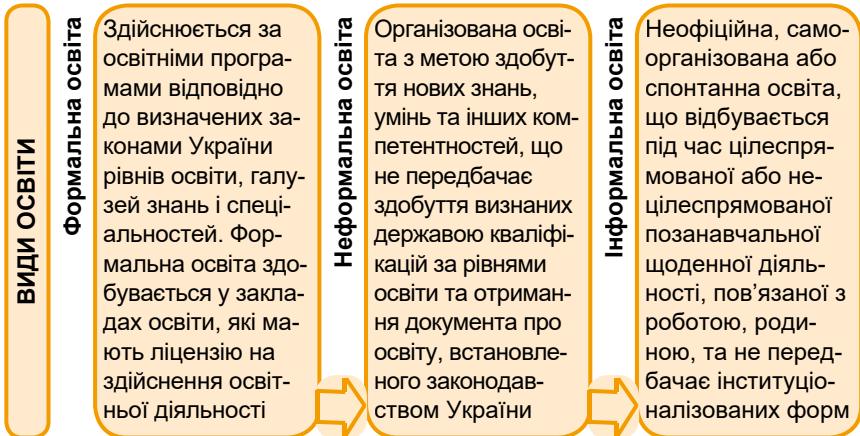 ВИДИ ОСВІТИ
Формальна освіта
Здійснюється за
освітніми програ-
мами відповідно
до визначених за-
конами України
рівнів освіти, галу-
зей знань і спеці-
альностей. Фор-
мальна освіта здо-
бувається у закла-
дах освіти, які ма-
ють ліцензію на
здійснення освіт-
ньої діяльності
Неформальна освіта
Організована осві-
та з метою здобут-
тя нових знань,
умінь та інших ком-
петентностей, що
не передбачає
здобуття визнаних
державою кваліфі-
кацій за рівнями
освіти та отриман-
ня документа про
освіту, встановле-
ного законодав-
ством України
Інформальна освіта
Неофіційна, само-
організована або
спонтанна освіта,
що відбувається
під час цілеспря-
мованої або не-
цілеспрямованої
позанавчальної
щоденної діяль-
ності, пов’язаної з
роботою, роди-
ною, та не перед-
бачає інституціо-
налізованих форм